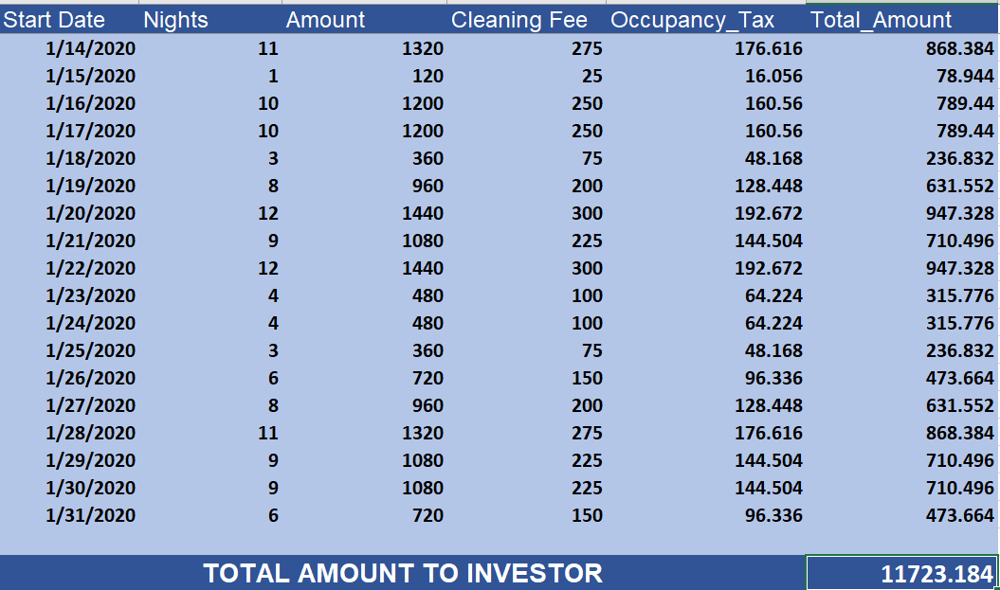 Start Date Nights Amount Cleaning Fee Occupancy_Tax Total_Amount
1/14/2020 11 1320 275 176.616 868.384
1/15/2020 1 120 25 16.056 78.944
1/16/2020 10 1200 250 160.56 789.44
1/17/2020 10 1200 250 160.56 789.44
1/18/2020 3 360 75 48.168 236.832
1/19/2020 8 960 200 128.448 631.552
1/20/2020 12 1440 300 192.672 947.328
1/21/2020 9 1080 225 144.504 710.496
1/22/2020 12 1440 300 192.672 947.328
1/23/2020 4 480 100 64.224 315.776
1/24/2020 4 480 100 64.224 315.776
1/25/2020 3 360 75 48.168 236.832
1/26/2020 6 720 150 96.336 473.664
1/27/2020 8 960 200 128.448 631.552
1/28/2020 11 1320 275 176.616 868.384
1/29/2020 9 1080 225 144.504 710.496
1/30/2020 9 1080 225 144.504 710.496
1/31/2020 6 720 150 96.336 473.664
TOTAL AMOUNT TO INVESTOR 11723.184